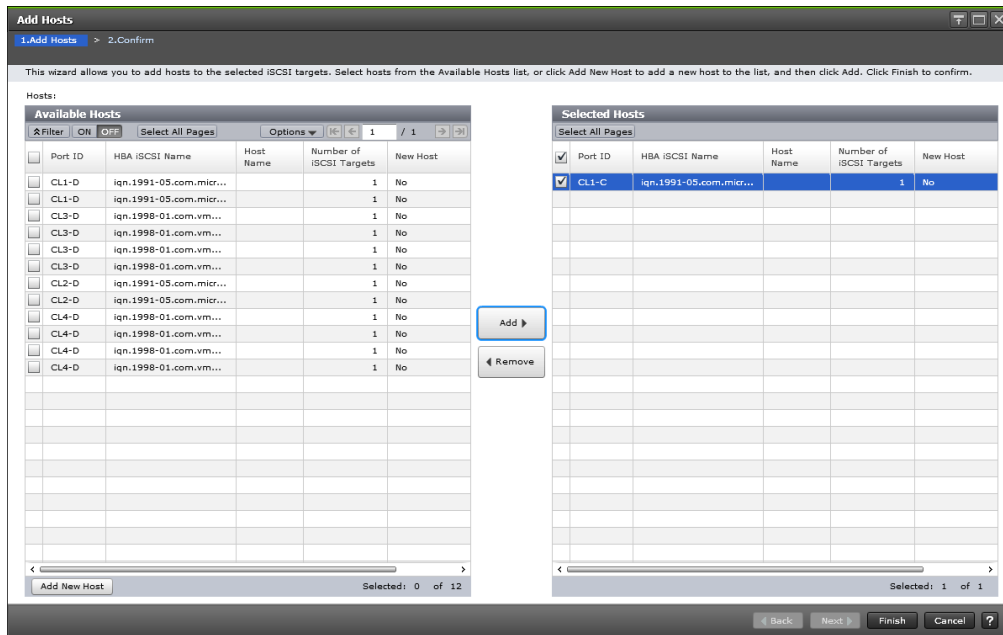 Add Hosts
1.Add Hosts > 2.Confirm
This wizard allows you to add hosts to the selected iSCSI targets. Select hosts from the Available Hosts list, or click Add New Host to add a new host to the list, and then click Add. Click Finish to confirm.
Hosts:
Available Hosts
Filter ON OFF Select All Pages Options 1 / 1
Port ID HBA iSCSI Name Host Name Number of iSCSI Targets New Host
CL1-D iqn.1991-05.com.micr... 1 No
CL1-D iqn.1991-05.com.micr... 1 No
CL3-D iqn.1998-01.com.vm... 1 No
CL3-D iqn.1998-01.com.vm... 1 No
CL3-D iqn.1998-01.com.vm... 1 No
CL3-D iqn.1998-01.com.vm... 1 No
CL2-D iqn.1991-05.com.micr... 1 No
CL2-D iqn.1991-05.com.micr... 1 No
CL4-D iqn.1998-01.com.vm... 1 No
CL4-D iqn.1998-01.com.vm... 1 No
CL4-D iqn.1998-01.com.vm... 1 No
CL4-D iqn.1998-01.com.vm... 1 No
Add New Host Selected: 0 of 12
Add
Remove
Selected Hosts
Select All Pages
Port ID HBA iSCSI Name Host Name Number of iSCSI Targets New Host
CL1-C iqn.1991-05.com.micr... 1 No
Selected: 1 of 1
Back Next Finish Cancel ?